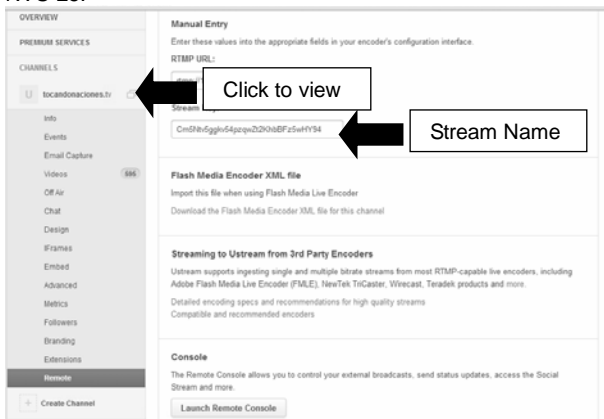 OVERVIEW
PREMIUM SERVICES
CHANNELS
tocandonaciones.tv
Info
Events
Email Capture
Videos 595
Off Air
Chat
Design
IFrames
Embed
Advanced
Metrics
Followers
Branding
Extensions
Remote
Create Channel
Manual Entry
Enter these values into the appropriate fields in your encoder's configuration interface.
RTMP URL:
Click to view
Stream
Stream Name
Flash Media Encoder XML file
Import this file when using Flash Media Live Encoder
Download the Flash Media Encoder XML file for this channel
Streaming to Ustream from 3rd Party Encoders
Ustream supports ingesting single and multiple bitrate streams from most RTMP-capable live encoders, including
Adobe Flash Media Live Encoder (FMLE), NewTek TriCaster, Wirecast, Teradek products and more.
Detailed encoding specs and recommendations for high quality streams
Compatible and recommended encoders
Console
The Remote Console allows you to control your external broadcasts, send status updates, access the Social
Stream and more.
Launch Remote Console